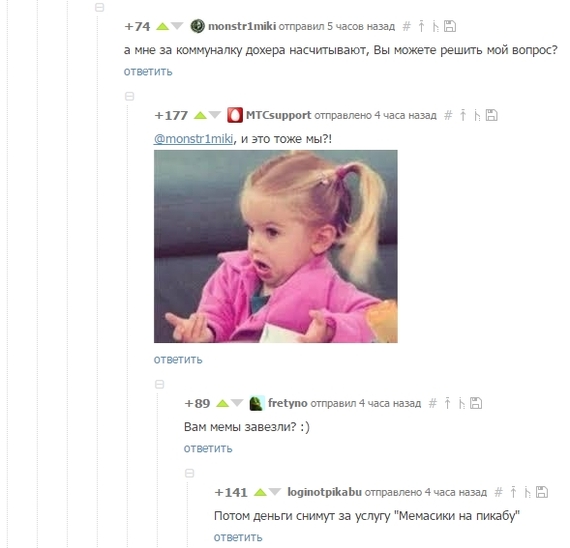 +74 monstr1miki отправил 5 часов назад #
а мне за коммуналку дохера насчитывают, Вы можете решить мой вопрос?
ответить
+177 MTCsupport отправлено 4 часа назад #
@monstr1miki, и это тоже мы?!
ответить
+89 fretyno отправил 4 часа назад #
Вам мемы завезли? :)
ответить
+141 loginotpikabu отправлено 4 часа назад #
Потом деньги снимут за услугу "Мемасики на пикабу"
ответить